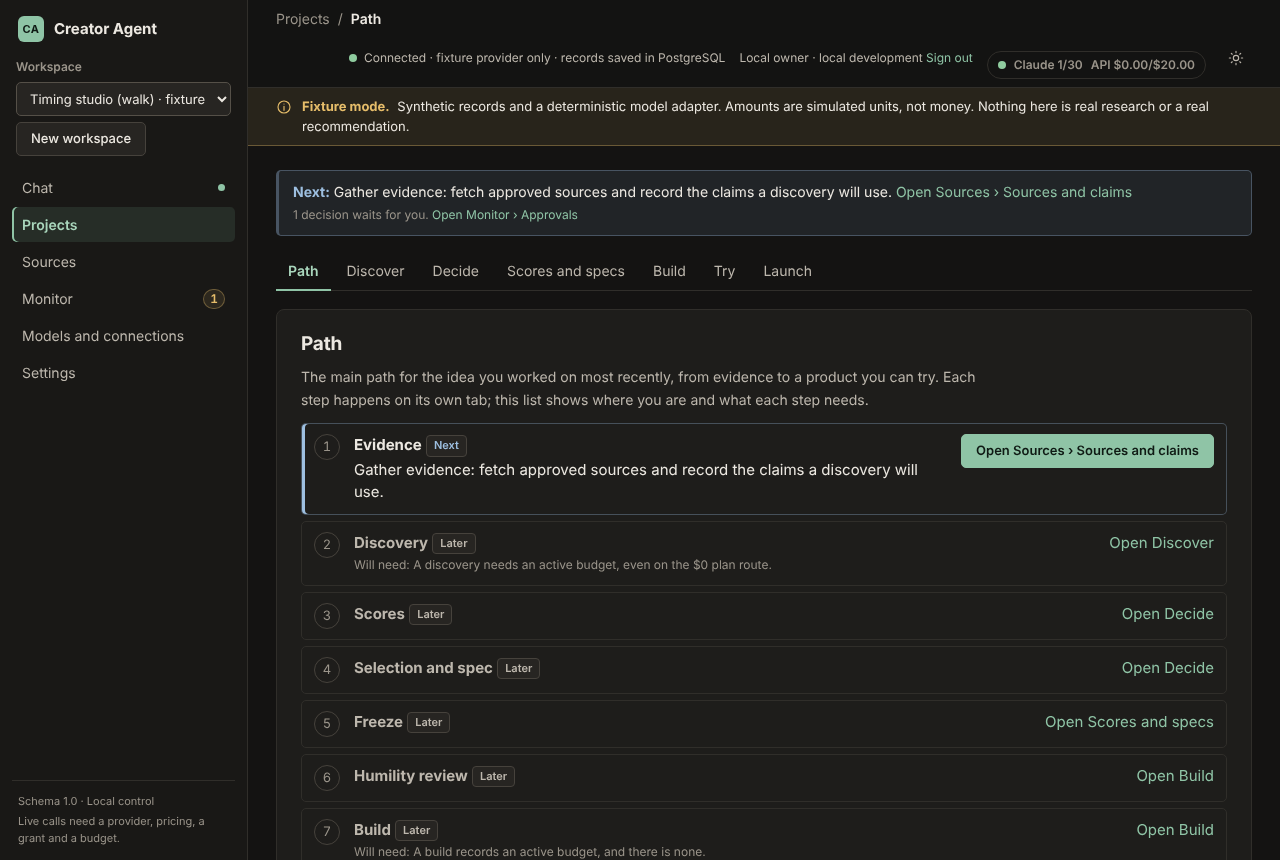 CA Creator Agent
Workspace
Timing studio (walk) · fixture
New workspace
Chat
Projects
Sources
Monitor 1
Models and connections
Settings
Schema 1.0 · Local control
Live calls need a provider, pricing, a
grant and a budget.
Projects / Path
Connected · fixture provider only · records saved in PostgreSQL Local owner · local development Sign out Claude 1/30 API $0.00/$20.00
Fixture mode. Synthetic records and a deterministic model adapter. Amounts are simulated units, not money. Nothing here is real research or a real
recommendation.
Next: Gather evidence: fetch approved sources and record the claims a discovery will use. Open Sources › Sources and claims
1 decision waits for you. Open Monitor › Approvals
Path Discover Decide Scores and specs Build Try Launch
Path
The main path for the idea you worked on most recently, from evidence to a product you can try. Each
step happens on its own tab; this list shows where you are and what each step needs.
1 Evidence Next Open Sources › Sources and claims
Gather evidence: fetch approved sources and record the claims a discovery will
use.
2 Discovery Later Open Discover
Will need: A discovery needs an active budget, even on the $0 plan route.
3 Scores Later Open Decide
4 Selection and spec Later Open Decide
5 Freeze Later Open Scores and specs
6 Humility review Later Open Build
7 Build Later Open Build
Will need: A build records an active budget, and there is none.